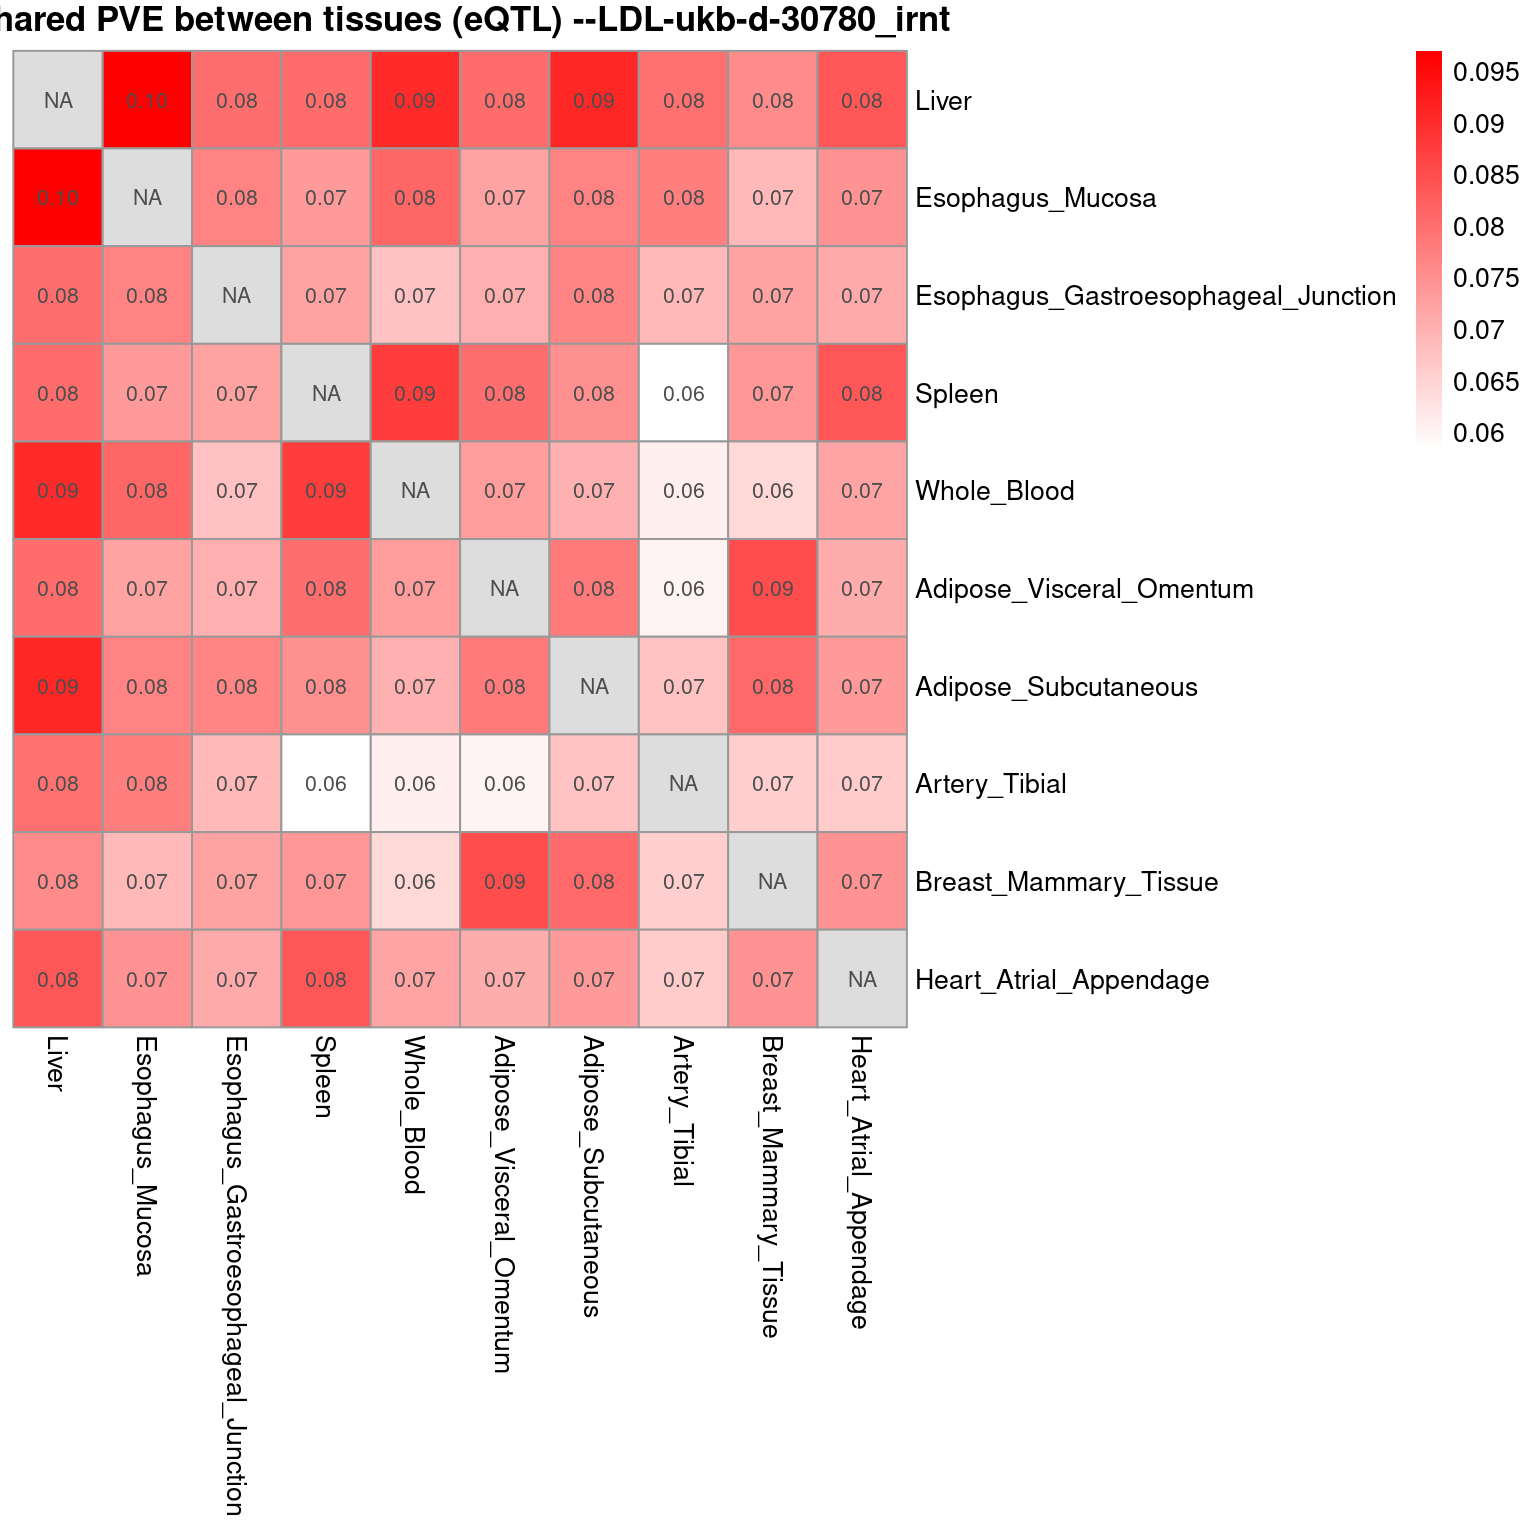 hared PVE between tissues (eQTL) --LDL-ukb-d-30780_irnt
NA 0.10 0.08 0.08 0.09 0.08 0.09 0.08 0.08 0.08 Liver
0.10 NA 0.08 0.07 0.08 0.07 0.08 0.08 0.07 0.07 Esophagus_Mucosa
0.08 0.08 NA 0.07 0.07 0.07 0.08 0.07 0.07 0.07 Esophagus_Gastroesophageal_Junction
0.08 0.07 0.07 NA 0.09 0.08 0.08 0.06 0.07 0.08 Spleen
0.09 0.08 0.07 0.09 NA 0.07 0.07 0.06 0.06 0.07 Whole_Blood
0.08 0.07 0.07 0.08 0.07 NA 0.08 0.06 0.09 0.07 Adipose_Visceral_Omentum
0.09 0.08 0.08 0.08 0.07 0.08 NA 0.07 0.08 0.07 Adipose_Subcutaneous
0.08 0.08 0.07 0.06 0.06 0.06 0.07 NA 0.07 0.07 Artery_Tibial
0.08 0.07 0.07 0.07 0.06 0.09 0.08 0.07 NA 0.07 Breast_Mammary_Tissue
0.08 0.07 0.07 0.08 0.07 0.07 0.07 0.07 0.07 NA Heart_Atrial_Appendage
Liver
Esophagus_Mucosa
Esophagus_Gastroesophageal_Junction
Spleen
Whole_Blood
Adipose_Visceral_Omentum
Adipose_Subcutaneous
Artery_Tibial
Breast_Mammary_Tissue
Heart_Atrial_Appendage
0.095
0.09
0.085
0.08
0.075
0.07
0.065
0.06